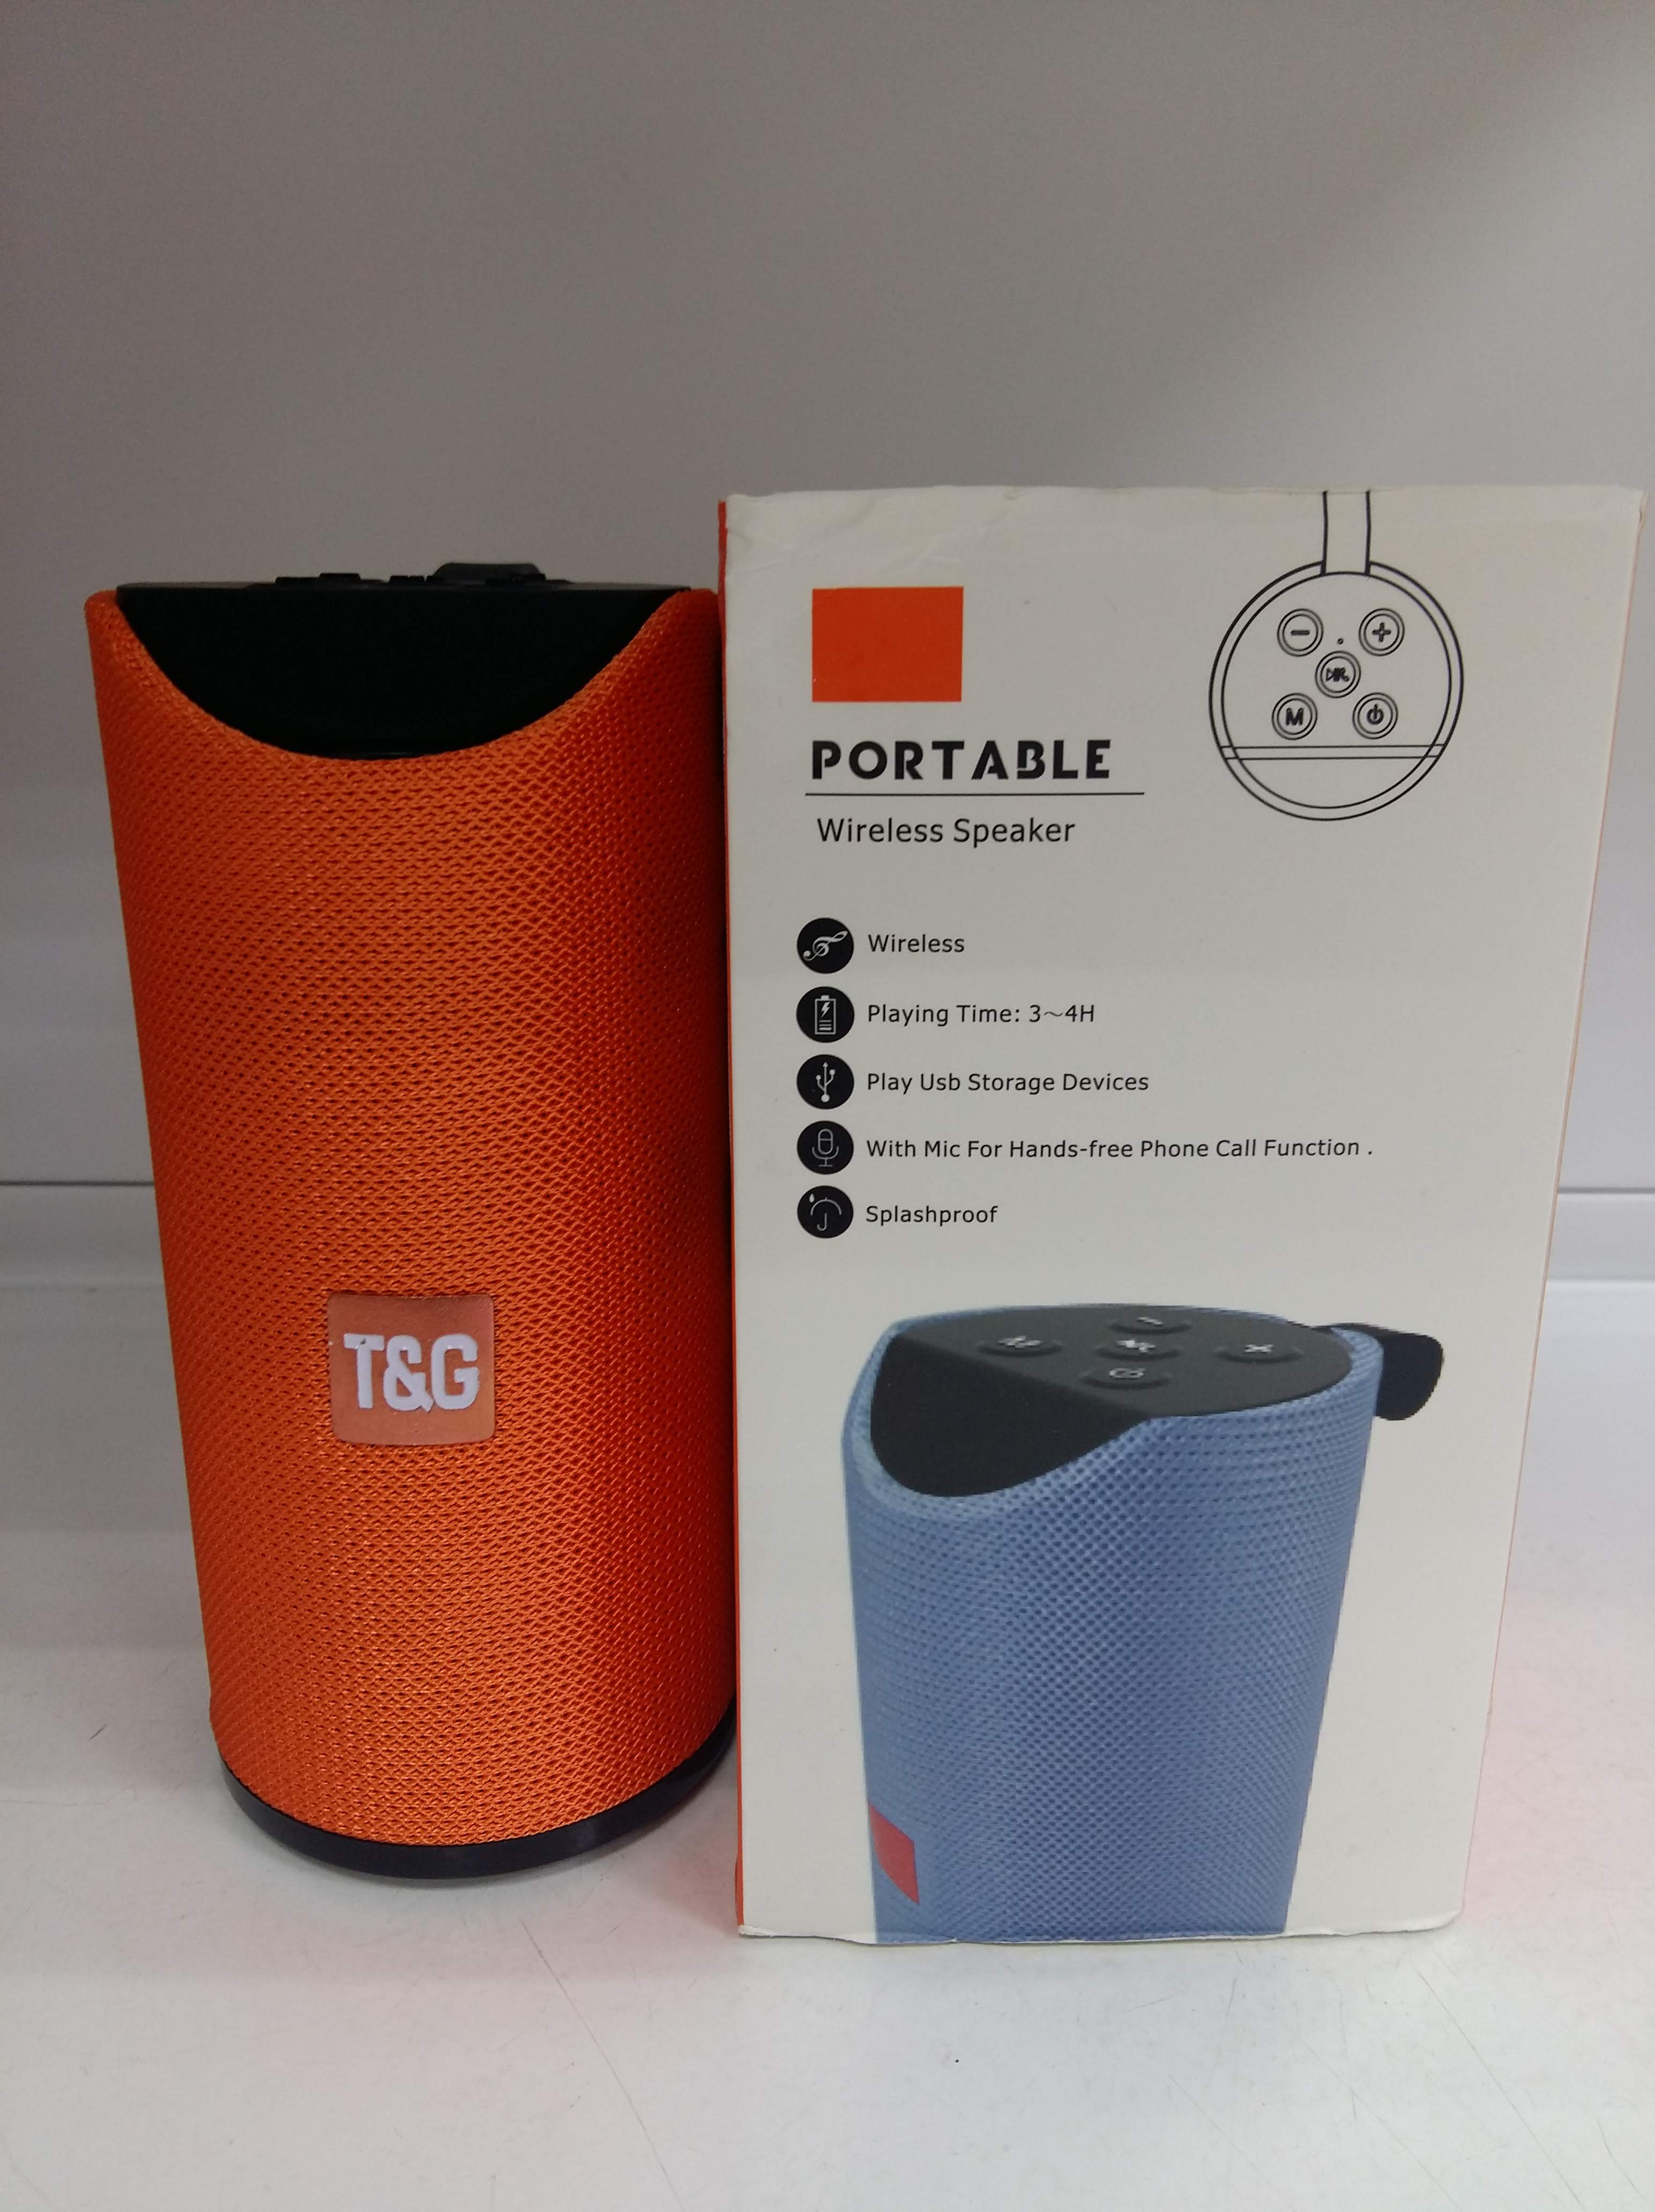 T&G
PORTABLE
Wireless Speaker
M
Wireless
Playing Time: 3~4H
Play Usb Storage Devices
With Mic For Hands-free Phone Call Function .
Splashproof
M